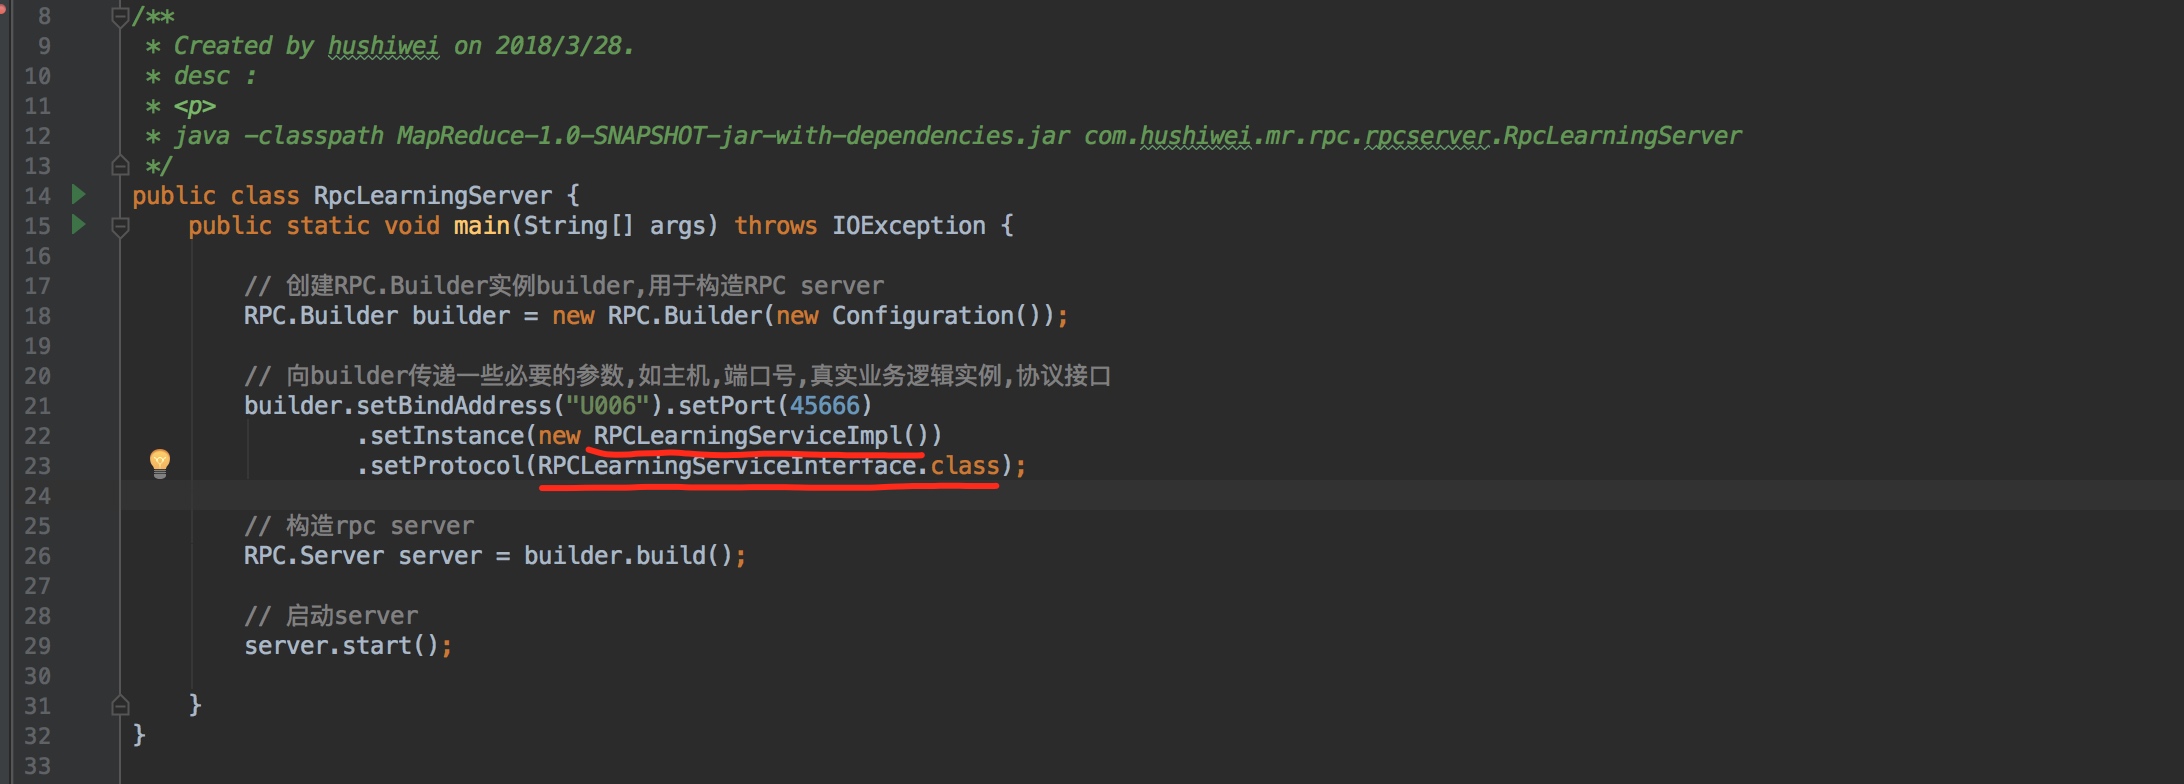 8 /**
9 * Created by hushiwei on 2018/3/28.
10 * desc :
11 * <p>
12 * java -classpath MapReduce-1.0-SNAPSHOT-jar-with-dependencies.jar com.hushiwei.mr.rpc.rpcserver.RpcLearningServer
13 */
14 public class RpcLearningServer {
15 public static void main(String[] args) throws IOException {
16
17 // 创建RPC.Builder实例builder,用于构造RPC server
18 RPC.Builder builder = new RPC.Builder(new Configuration());
19
20 // 向builder传递一些必要的参数,如主机,端口号,真实业务逻辑实例,协议接口
21 builder.setBindAddress("U006").setPort(45666)
22 .setInstance(new RPCLearningServiceImpl())
23 .setProtocol(RPCLearningServiceInterface.class);
24
25 // 构造rpc server
26 RPC.Server server = builder.build();
27
28 // 启动server
29 server.start();
30
31 }
32 }
33